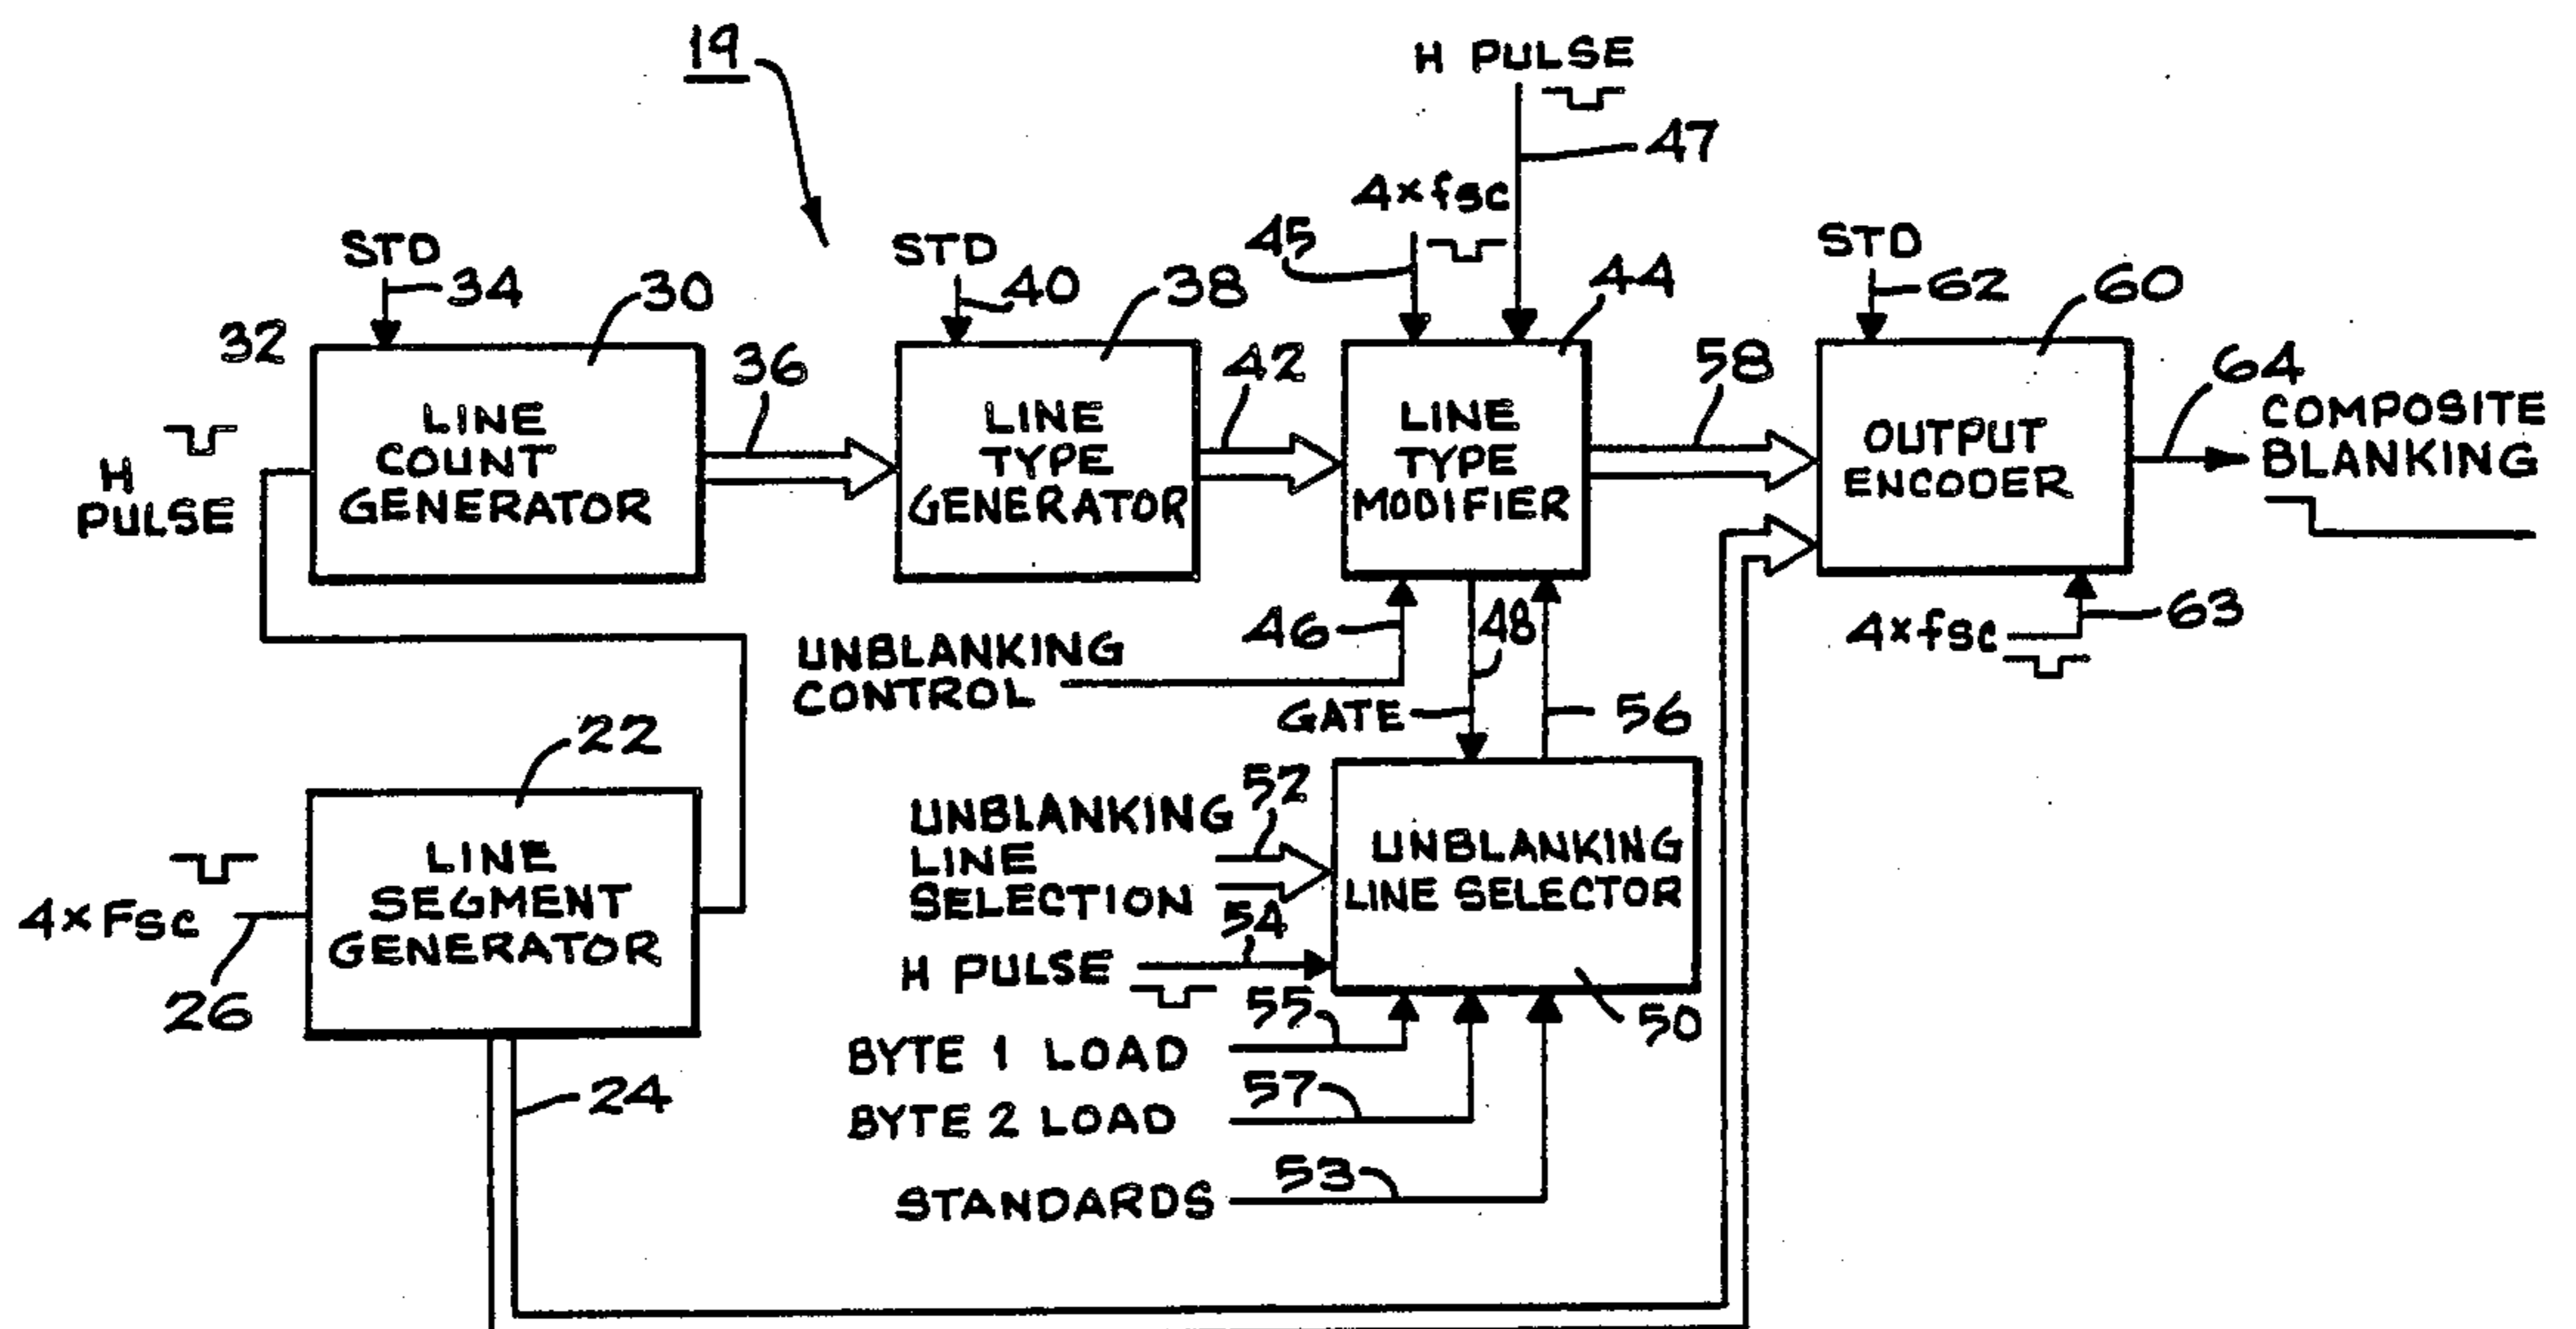 19
H PULSE
47
4×fsc
45
STD
34
30
STD
40
38
44
STD
62
60
32
H
PULSE
LINE
COUNT
GENERATOR
36
LINE
TYPE
GENERATOR
42
LINE
TYPE
MODIFIER
58
OUTPUT
ENCODER
64
COMPOSITE
BLANKING
46
48
4×fsc
63
UNBLANKING
CONTROL
GATE
56
22
4×Fsc
26
LINE
SEGMENT
GENERATOR
24
UNBLANKING
LINE
SELECTION
52
UNBLANKING
LINE SELECTOR
50
54
H PULSE
55
BYTE 1 LOAD
57
BYTE 2 LOAD
53
STANDARDS